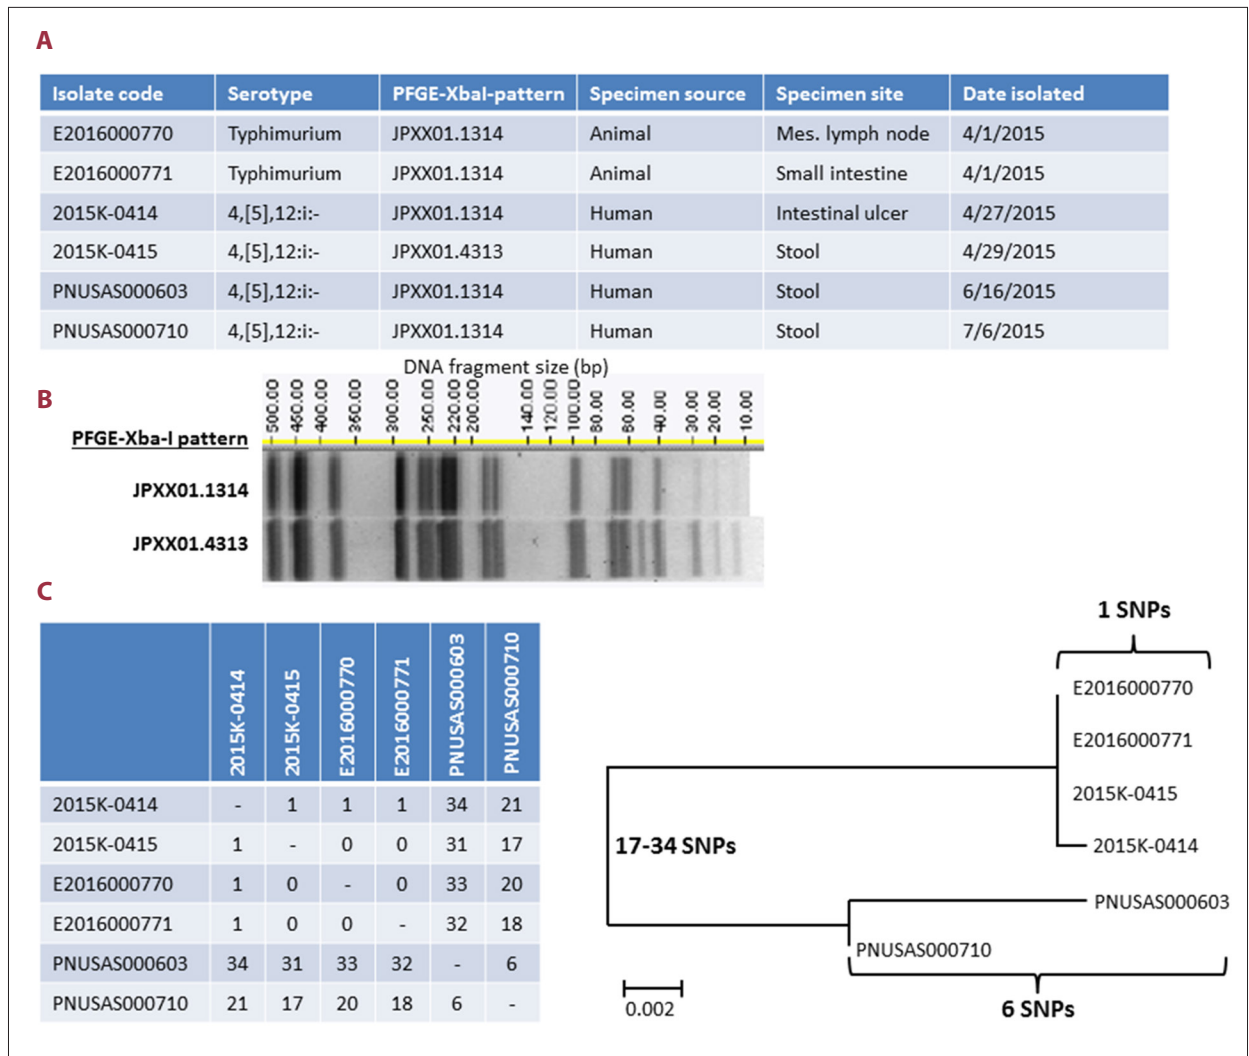 A
Isolate code Serotype PFGE-XbaI-pattern Specimen source Specimen site Date isolated
E2016000770 Typhimurium JPXX01.1314 Animal Mes. lymph node 4/1/2015
E2016000771 Typhimurium JPXX01.1314 Animal Small intestine 4/1/2015
2015K-0414 4,[5],12:i:- JPXX01.1314 Human Intestinal ulcer 4/27/2015
2015K-0415 4,[5],12:i:- JPXX01.4313 Human Stool 4/29/2015
PNUSAS000603 4,[5],12:i:- JPXX01.1314 Human Stool 6/16/2015
PNUSAS000710 4,[5],12:i:- JPXX01.1314 Human Stool 7/6/2015
DNA fragment size (bp)
B
500.00 450.00 400.00 350.00 300.00 250.00 220.00 200.00 140.00 120.00 100.00 80.00 60.00 40.00 30.00 20.00 10.00
PFGE-Xba-I pattern
JPXX01.1314
JPXX01.4313
C
2015K-0414 2015K-0415 E2016000770 E2016000771 PNUSAS000603 PNUSAS000710
2015K-0414 - 1 1 1 34 21
2015K-0415 1 - 0 0 31 17
E2016000770 1 0 - 0 33 20
E2016000771 1 0 0 - 32 18
PNUSAS000603 34 31 33 32 - 6
PNUSAS000710 21 17 20 18 6 -
1 SNPs
E2016000770
E2016000771
2015K-0415
17-34 SNPs
2015K-0414
PNUSAS000603
PNUSAS000710
0.002
6 SNPs